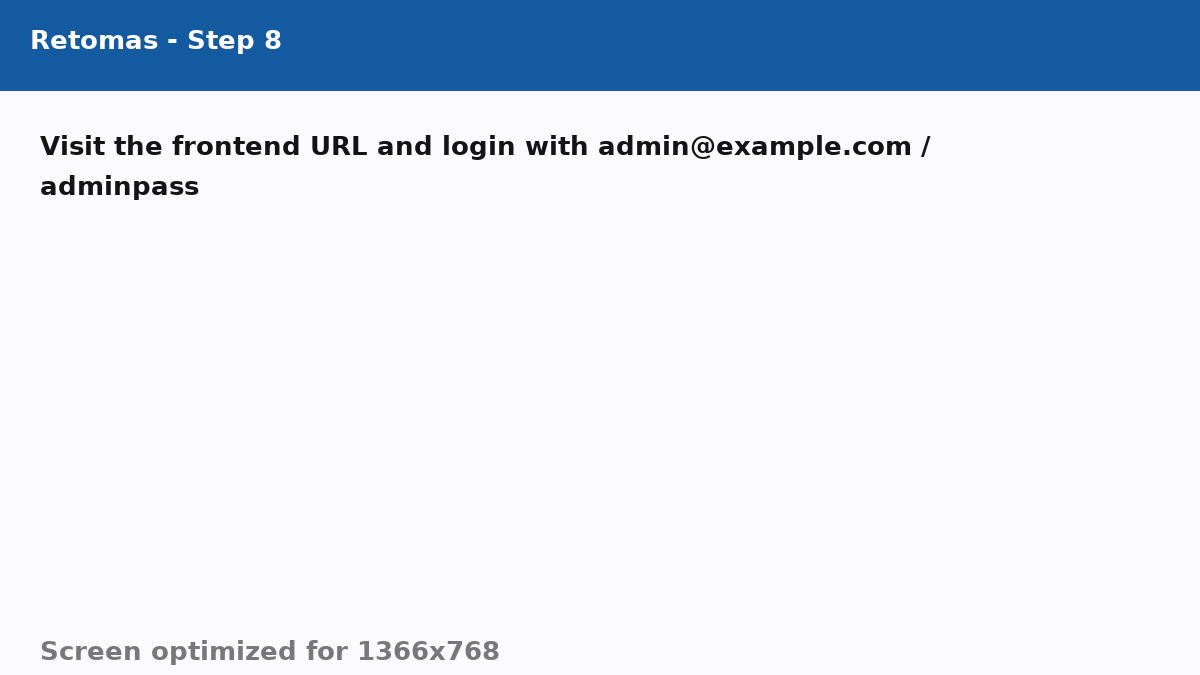 Retomas - Step 8
Visit the frontend URL and login with admin@example.com /
adminpass
Screen optimized for 1366x768